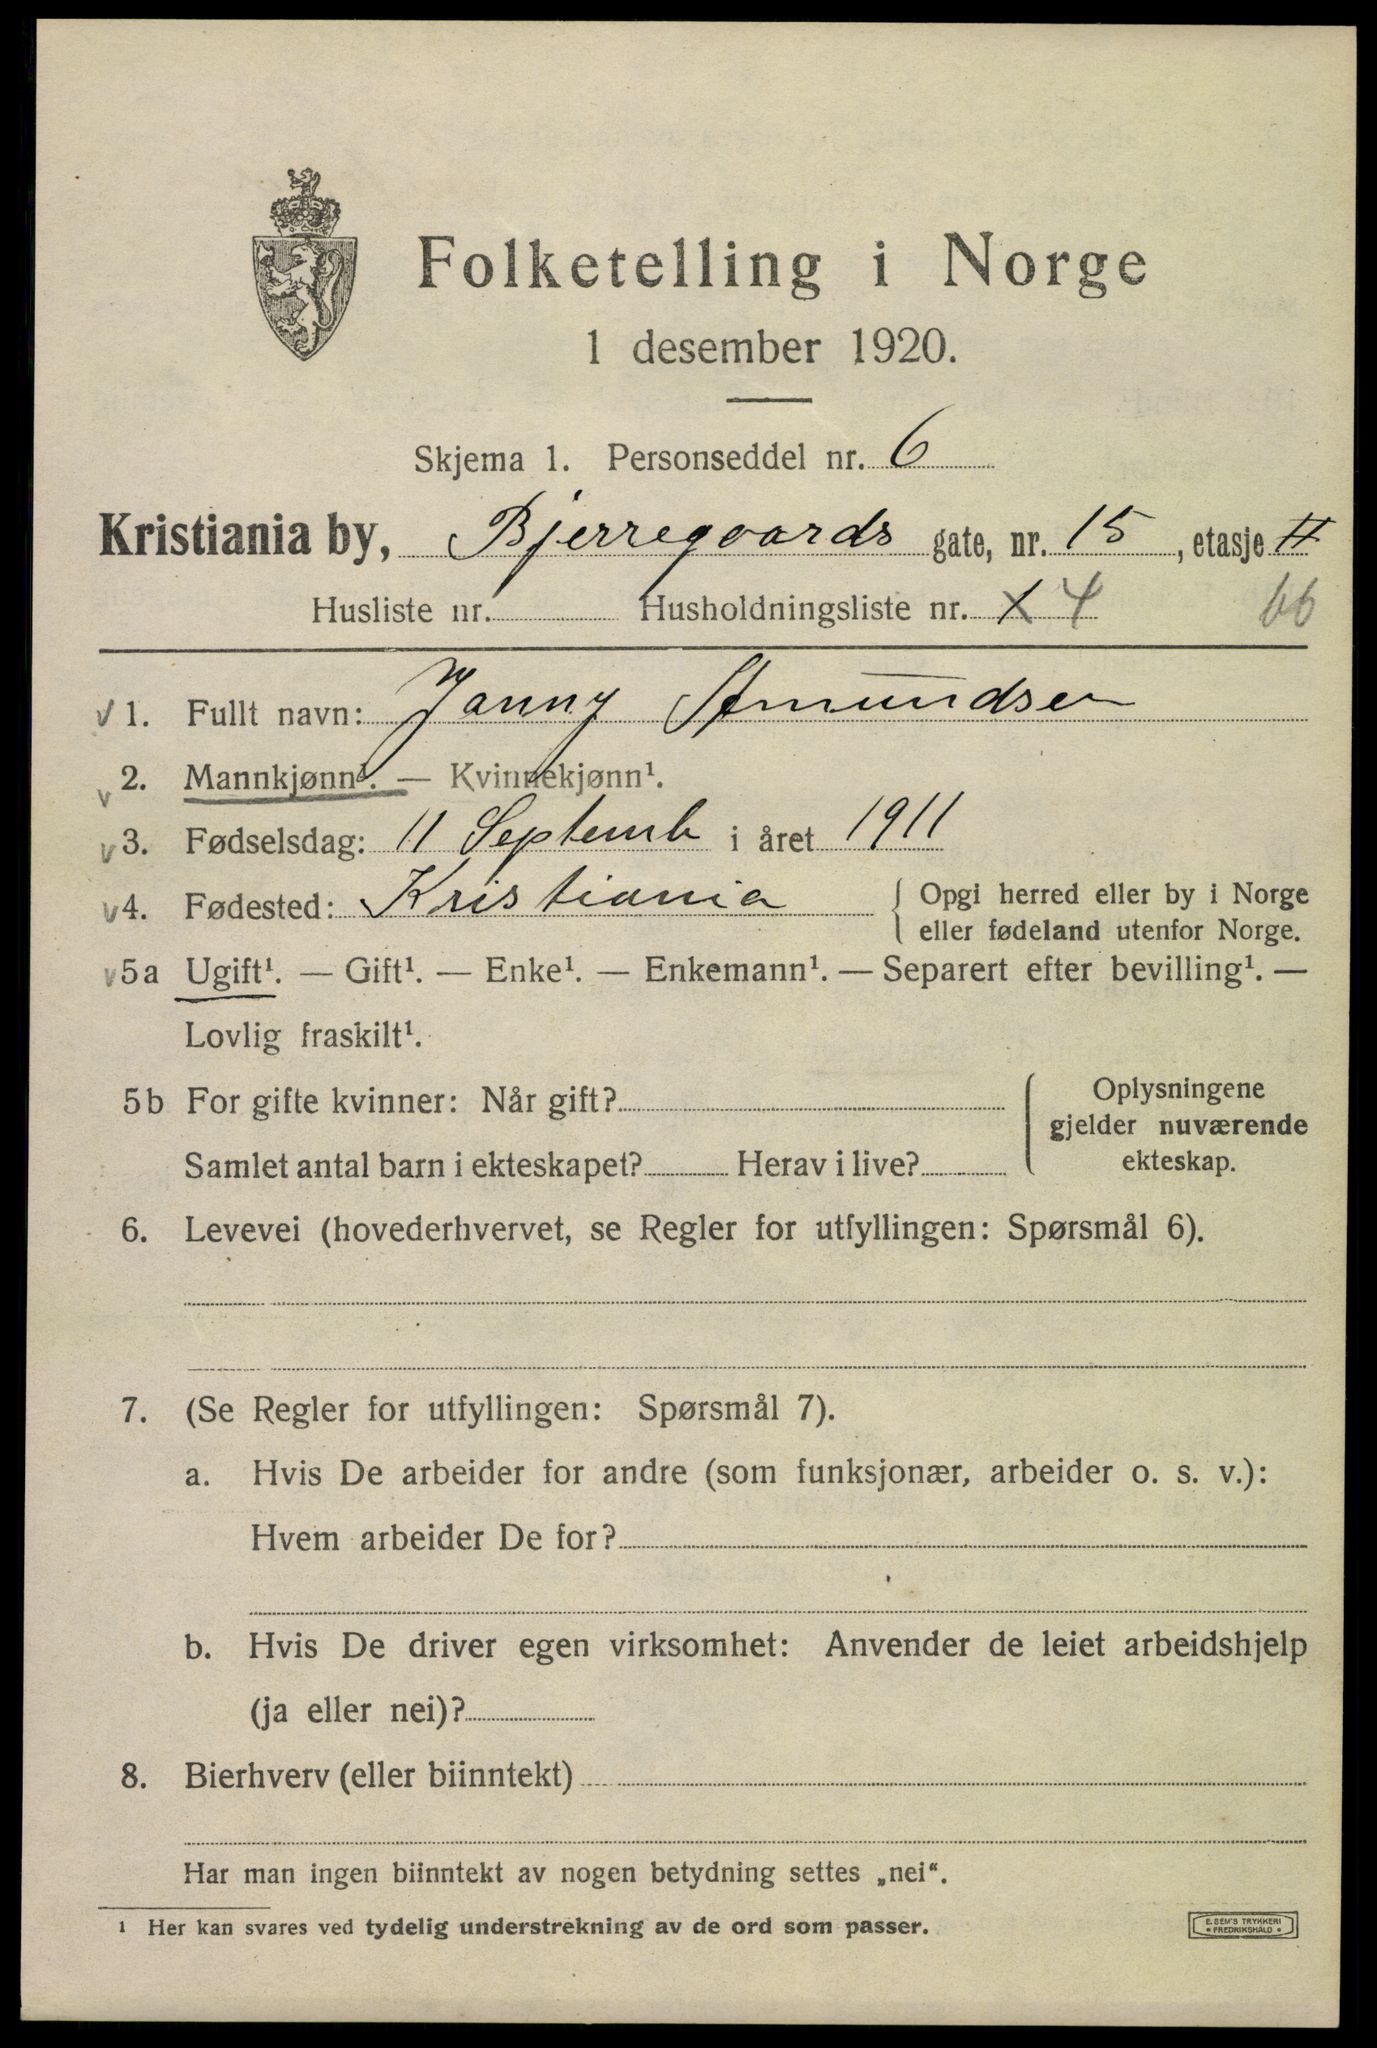 Folketelling i Norge
1 desember 1920.
Skjema 1. Personseddel nr. 6
Kristiania by, Bjerregaards gate, nr. 15, etasje II
Husliste nr. Husholdningsliste nr. 4 66
v 1. Fullt navn: Janny Amundsen
v 2. Mannkjønn¹. — Kvinnekjønn¹.
v 3. Fødselsdag: 11 Septemb i året 1911
v 4. Fødested: Kristiania { Opgi herred eller by i Norge
eller fødeland utenfor Norge.
v 5a Ugift¹. — Gift¹. — Enke¹. — Enkemann¹. — Separert efter bevilling¹. —
Lovlig fraskilt¹.
5b For gifte kvinner: Når gift? { Oplysningene
gjelder nuværende
Samlet antal barn i ekteskapet? Herav i live? ekteskap.
6. Levevei (hovederhvervet, se Regler for utfyllingen: Spørsmål 6).
7. (Se Regler for utfyllingen: Spørsmål 7).
a. Hvis De arbeider for andre (som funksjonær, arbeider o. s. v.):
Hvem arbeider De for?
b. Hvis De driver egen virksomhet: Anvender de leiet arbeidshjelp
(ja eller nei)?
8. Bierhverv (eller biinntekt)
Har man ingen biinntekt av nogen betydning settes „nei“.
¹ Her kan svares ved tydelig understrekning av de ord som passer.
E. SEM'S TRYKKERI
• FREDRIKSHALD •